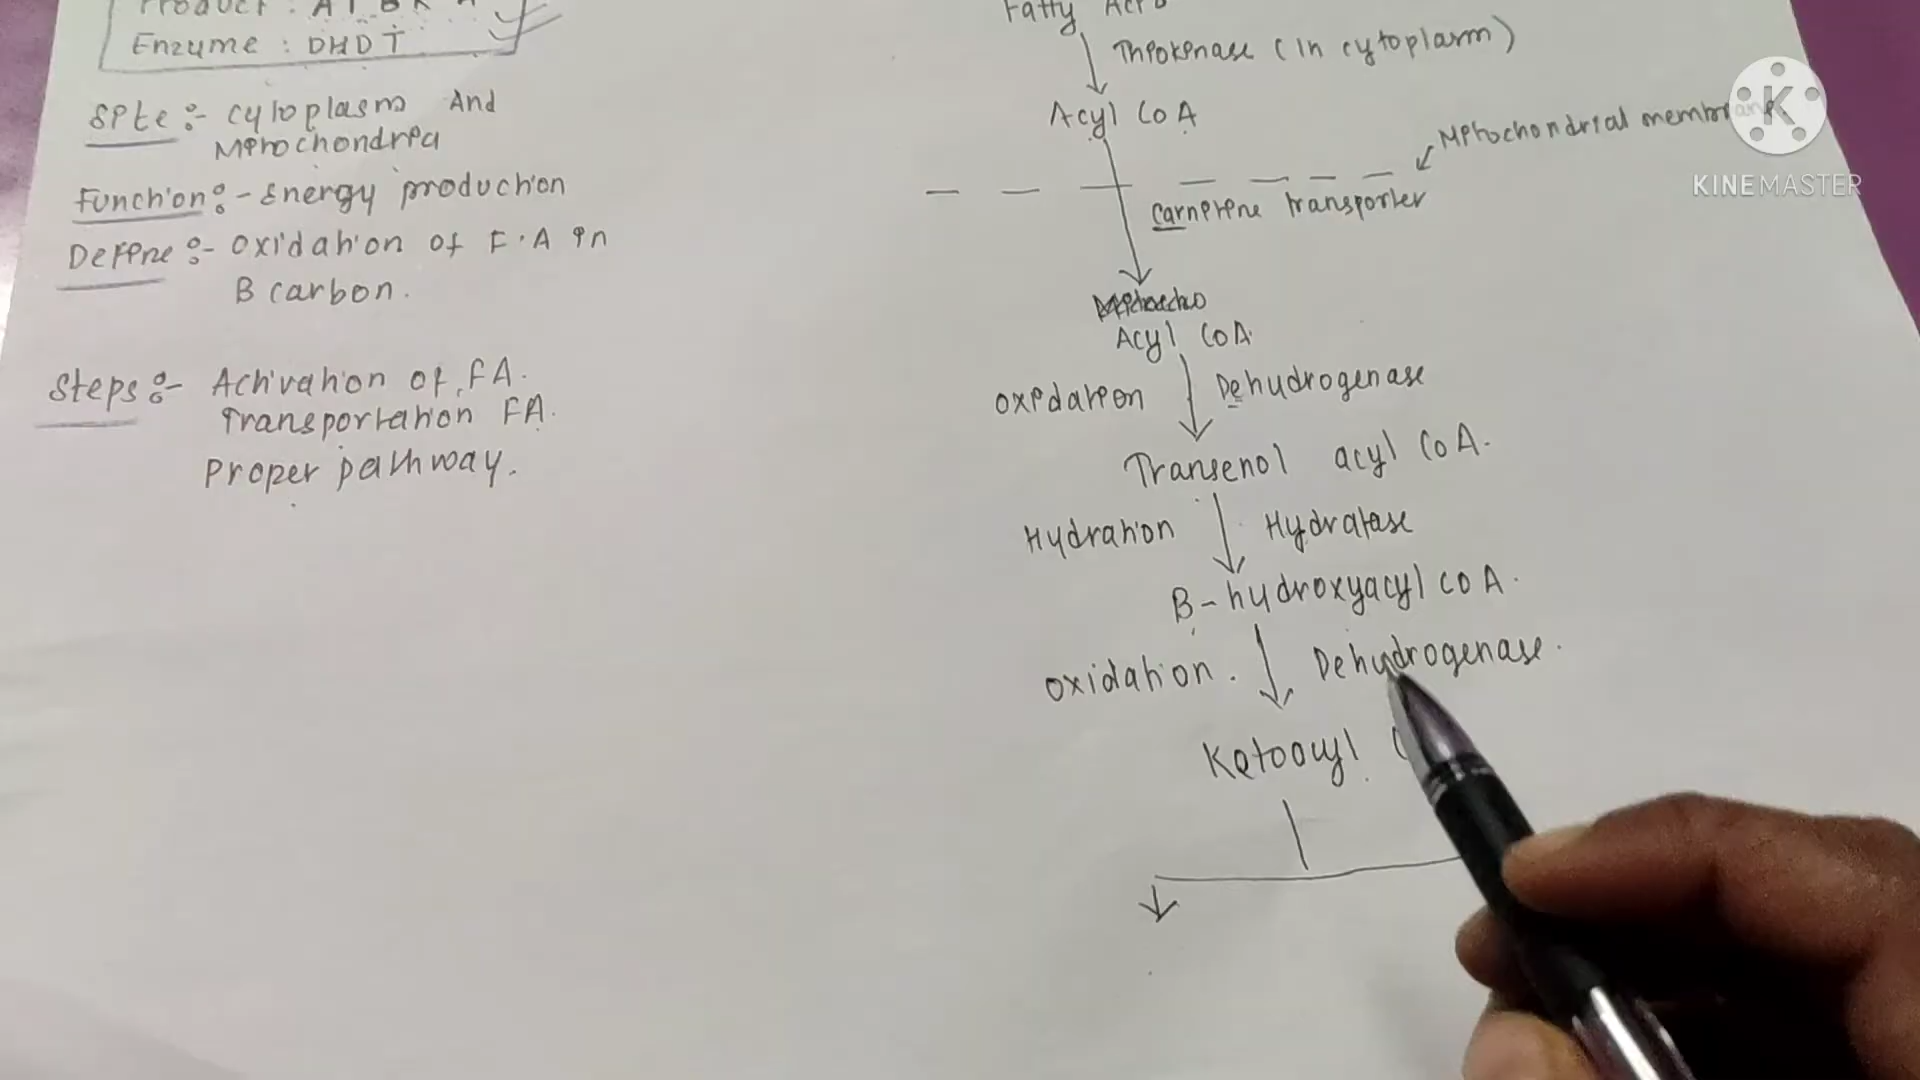 Enzyme : DHDT
Site :- cytoplasm And
Mitochondria
Function :- Energy production
Define :- Oxidation of F.A in
B carbon.
Steps :- Activation of FA.
Transportation FA.
Proper pathway.
Fatty Acid
Thiokinase (in cytoplasm)
Acyl CoA
Mitochondrial membrane
Carnitine transporter
Acyl CoA
Oxidation Dehydrogenase
Transenol acyl CoA.
Hydration Hydratase
B-hydroxyacyl CoA.
Oxidation. Dehydrogenase.
Ketoacyl
KINEMASTER